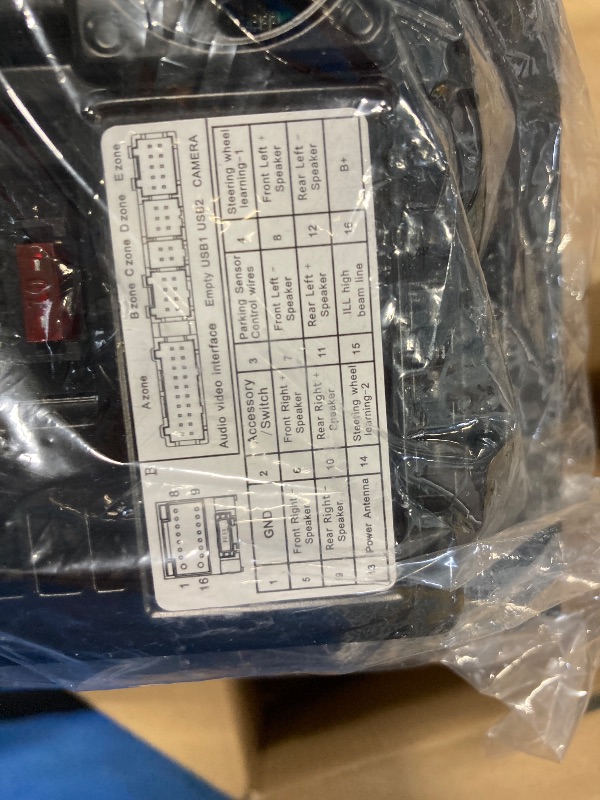 B
1 8
16 9
A zone B zone C zone D zone E zone
Audio video interface Empty USB1 USB2 CAMERA
1 GND 2 Accessory 3 Parking Sensor 4 Steering wheel
/Switch Control wires learning-1
5 Front Right - 6 Front Right + 7 Front Left - 8 Front Left +
Speaker Speaker Speaker Speaker
9 Rear Right - 10 Rear Right + 11 Rear Left + 12 Rear Left -
Speaker Speaker Speaker Speaker
13 Power Antenna 14 Steering wheel 15 ILL high 16 B+
learning-2 beam line